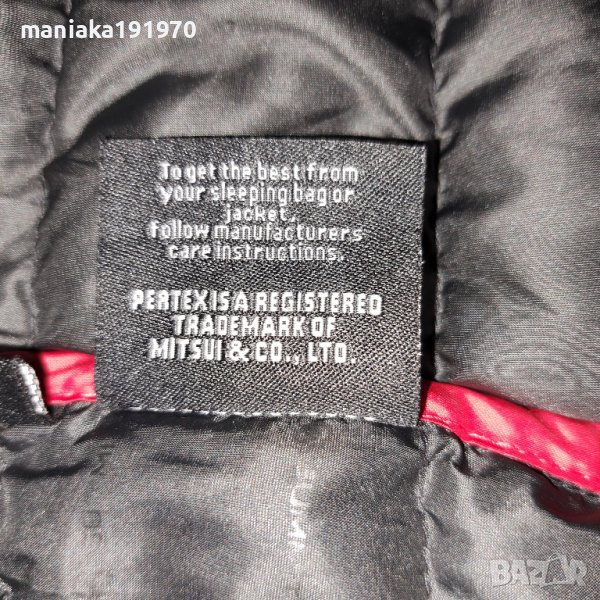 maniaka191970
To get the best from
your sleeping bag or
jacket.
follow manufacturers
care instructions.
PERTEX IS A REGISTERED
TRADEMARK OF
MITSUI & CO., LTD.
BAZAR